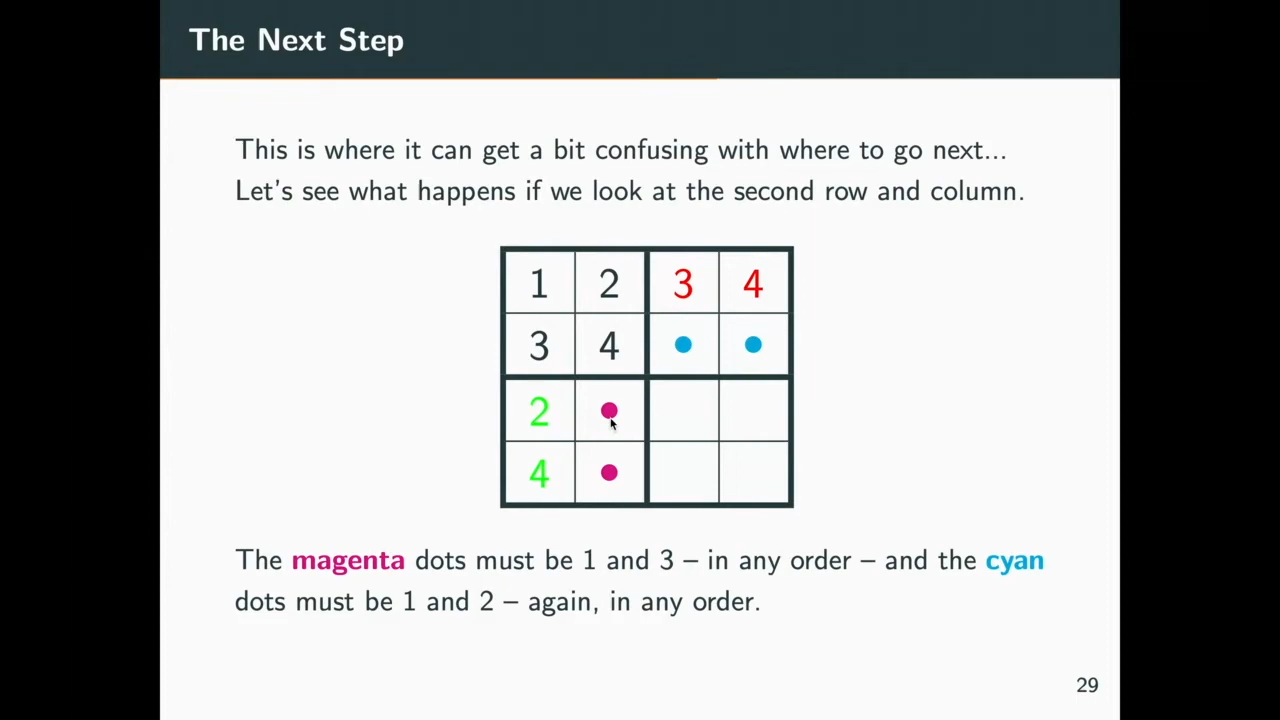 The Next Step
This is where it can get a bit confusing with where to go next...
Let's see what happens if we look at the second row and column.
1 2 3 4
3 4
2
4
The magenta dots must be 1 and 3 – in any order – and the cyan
dots must be 1 and 2 – again, in any order.
29